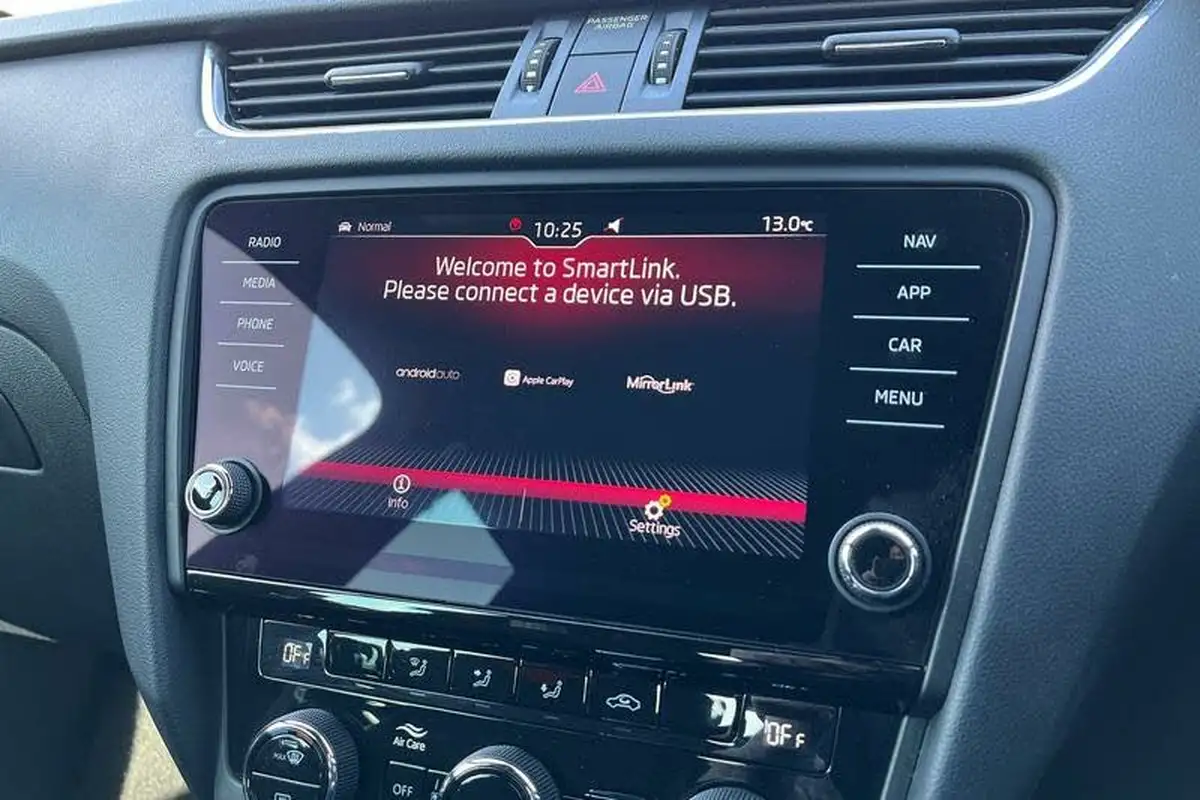 PASSENGER
AIRBAG
RADIO
MEDIA
PHONE
VOICE
Normal
10:25
13.0°C
Welcome to SmartLink.
Please connect a device via USB.
androidauto
Apple CarPlay
MirrorLink
Info
Settings
NAV
APP
CAR
MENU
OFF
OFF
MAX
Air Care
OFF